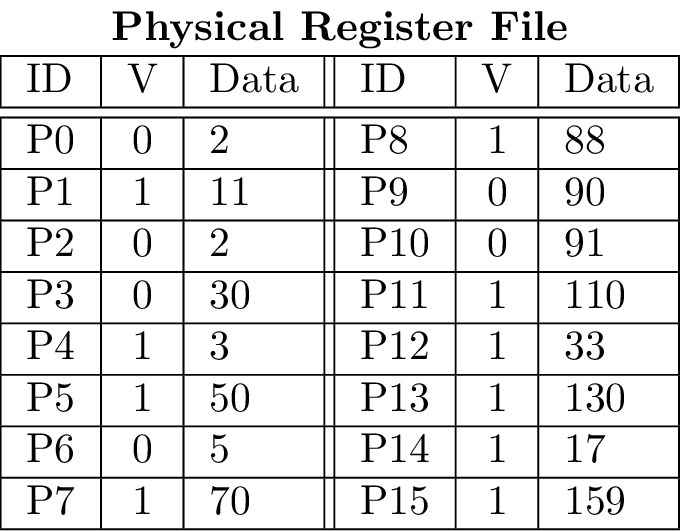 Physical Register File
ID V Data ID V Data
P0 0 2 P8 1 88
P1 1 11 P9 0 90
P2 0 2 P10 0 91
P3 0 30 P11 1 110
P4 1 3 P12 1 33
P5 1 50 P13 1 130
P6 0 5 P14 1 17
P7 1 70 P15 1 159